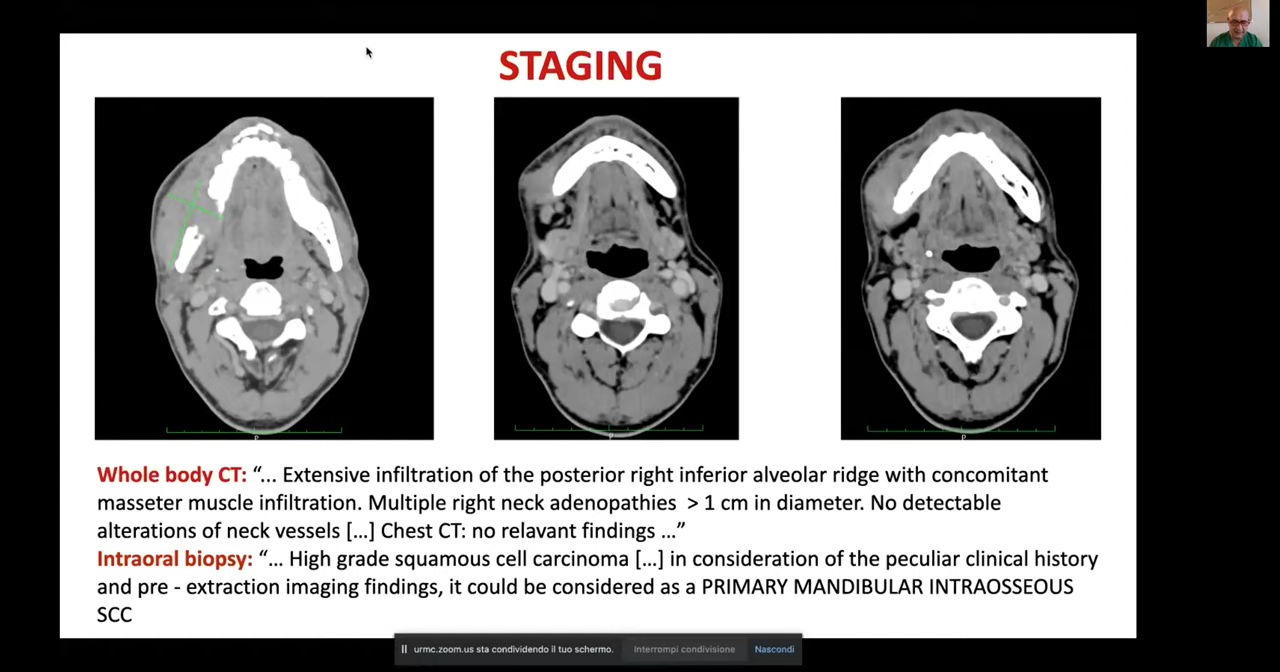 STAGING
P
P
P
Whole body CT: “... Extensive infiltration of the posterior right inferior alveolar ridge with concomitant
masseter muscle infiltration. Multiple right neck adenopathies > 1 cm in diameter. No detectable
alterations of neck vessels [...] Chest CT: no relavant findings ...”
Intraoral biopsy: “... High grade squamous cell carcinoma [...] in consideration of the peculiar clinical history
and pre - extraction imaging findings, it could be considered as a PRIMARY MANDIBULAR INTRAOSSEOUS
SCC
urmc.zoom.us sta condividendo il tuo schermo. Interrompi condivisione Nascondi